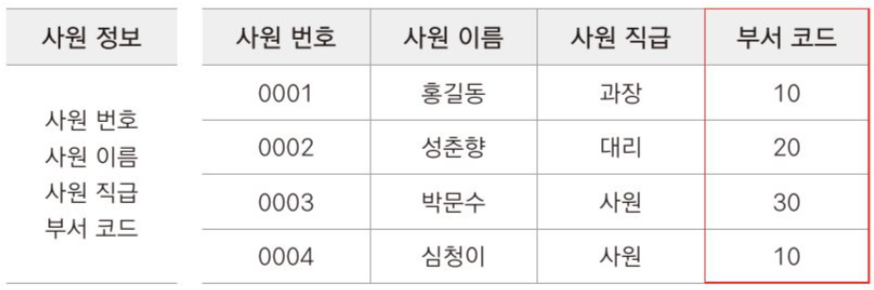 사원 정보
사원 번호
사원 이름
사원 직급
부서 코드
사원 번호 사원 이름 사원 직급 부서 코드
0001 홍길동 과장 10
0002 성춘향 대리 20
0003 박문수 사원 30
0004 심청이 사원 10